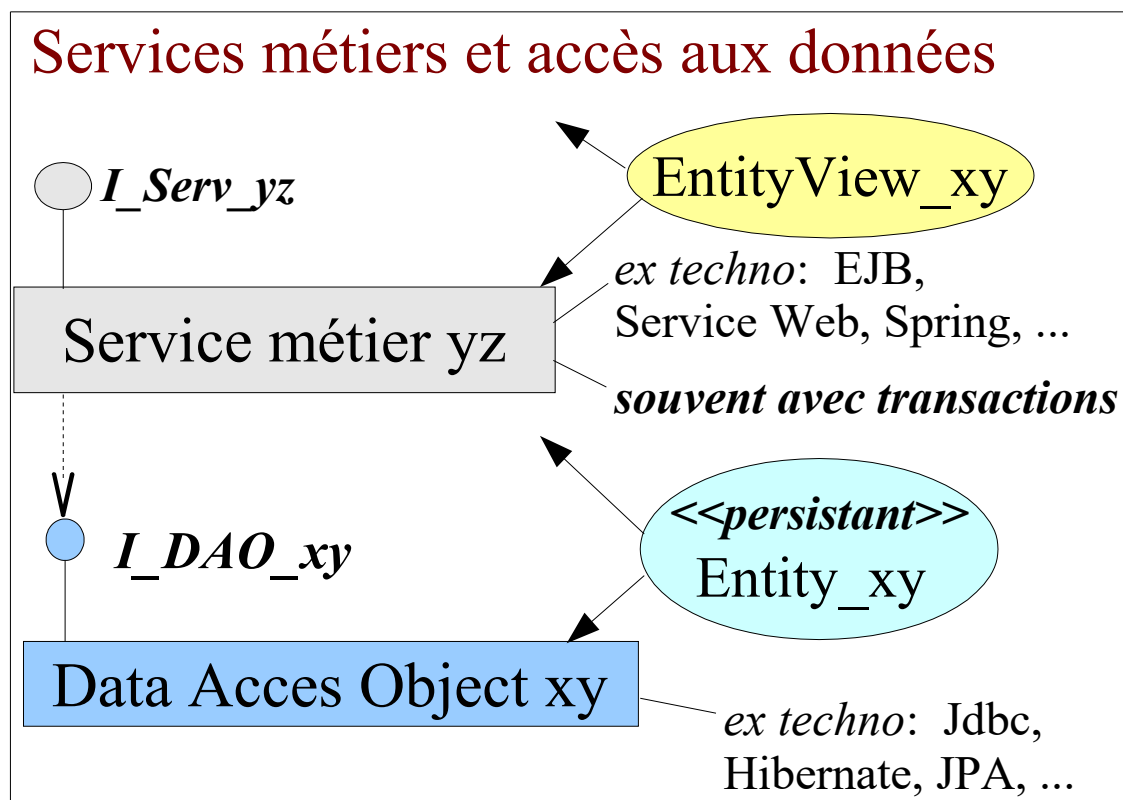 Services métiers et accès aux données
I_Serv_yz
EntityView_xy
ex techno: EJB,
Service Web, Spring, ...
Service métier yz
souvent avec transactions
<<persistant>>
Entity_xy
I_DAO_xy
Data Acces Object xy
ex techno: Jdbc,
Hibernate, JPA, ...